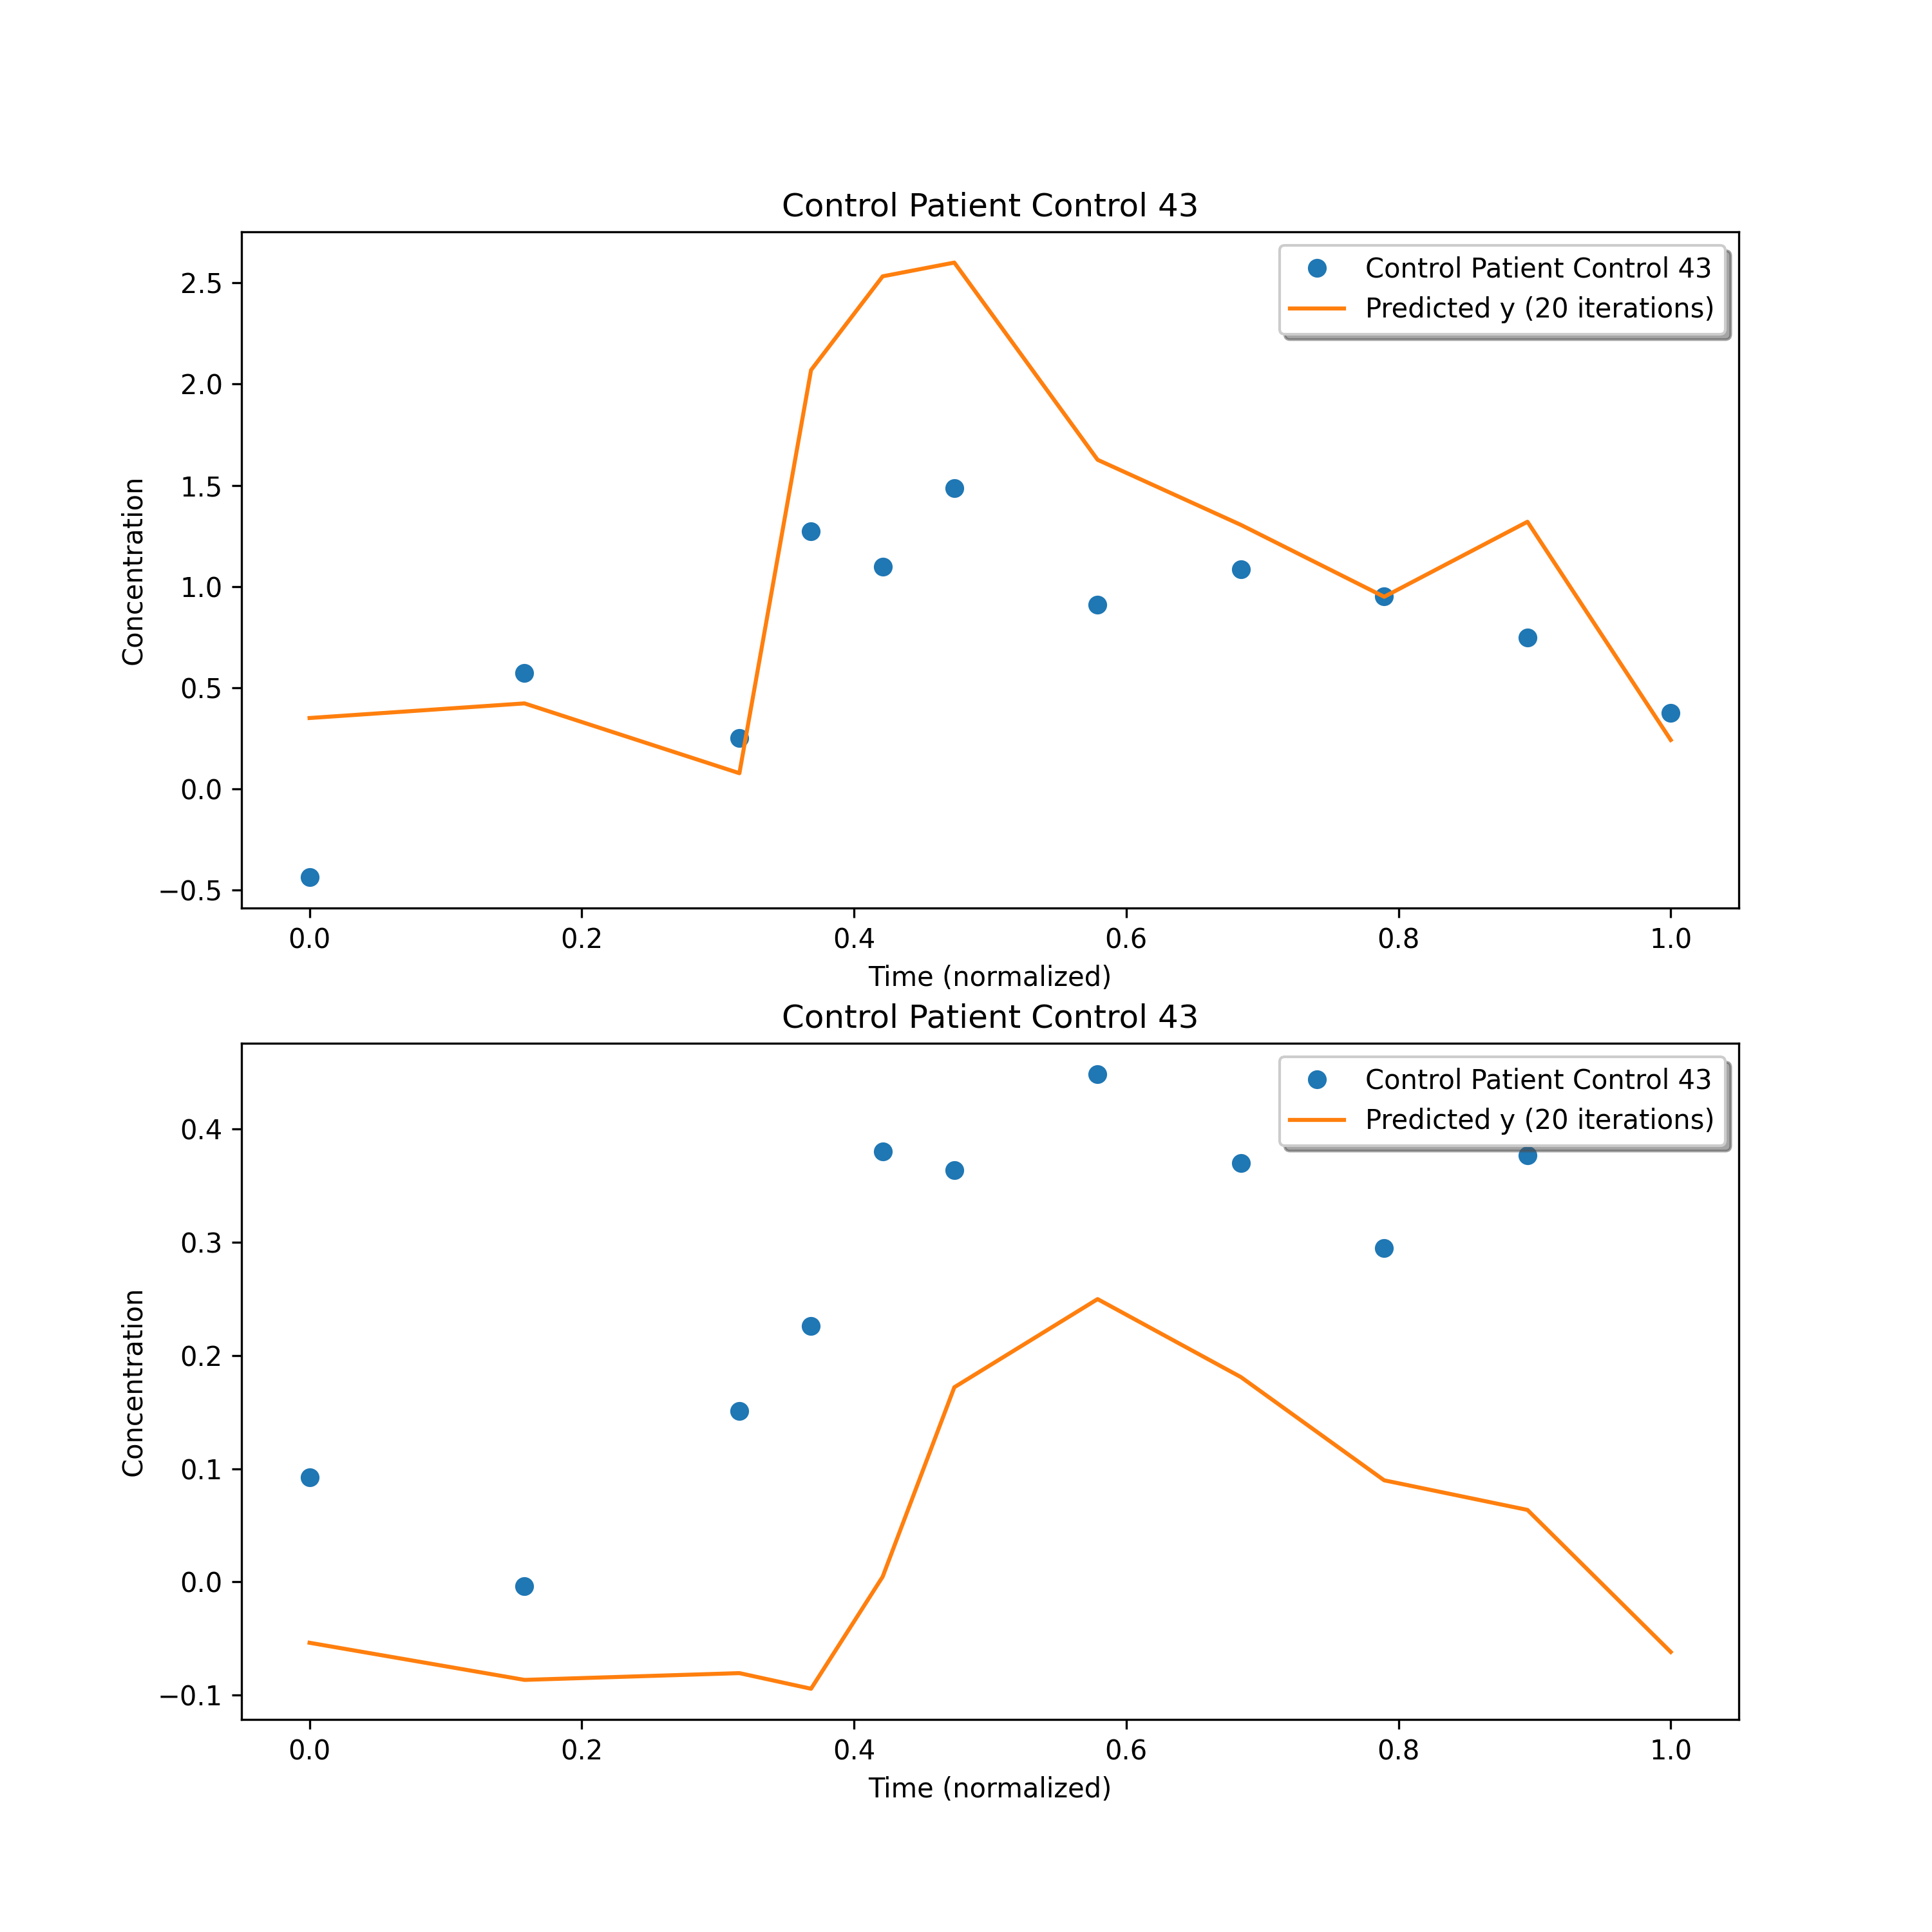 Control Patient Control 43
Control Patient Control 43
Predicted y (20 iterations)
2.5
2.0
1.5
1.0
0.5
0.0
−0.5
Concentration
0.0 0.2 0.4 0.6 0.8 1.0
Time (normalized)
Control Patient Control 43
Control Patient Control 43
Predicted y (20 iterations)
0.4
0.3
0.2
0.1
0.0
−0.1
Concentration
0.0 0.2 0.4 0.6 0.8 1.0
Time (normalized)